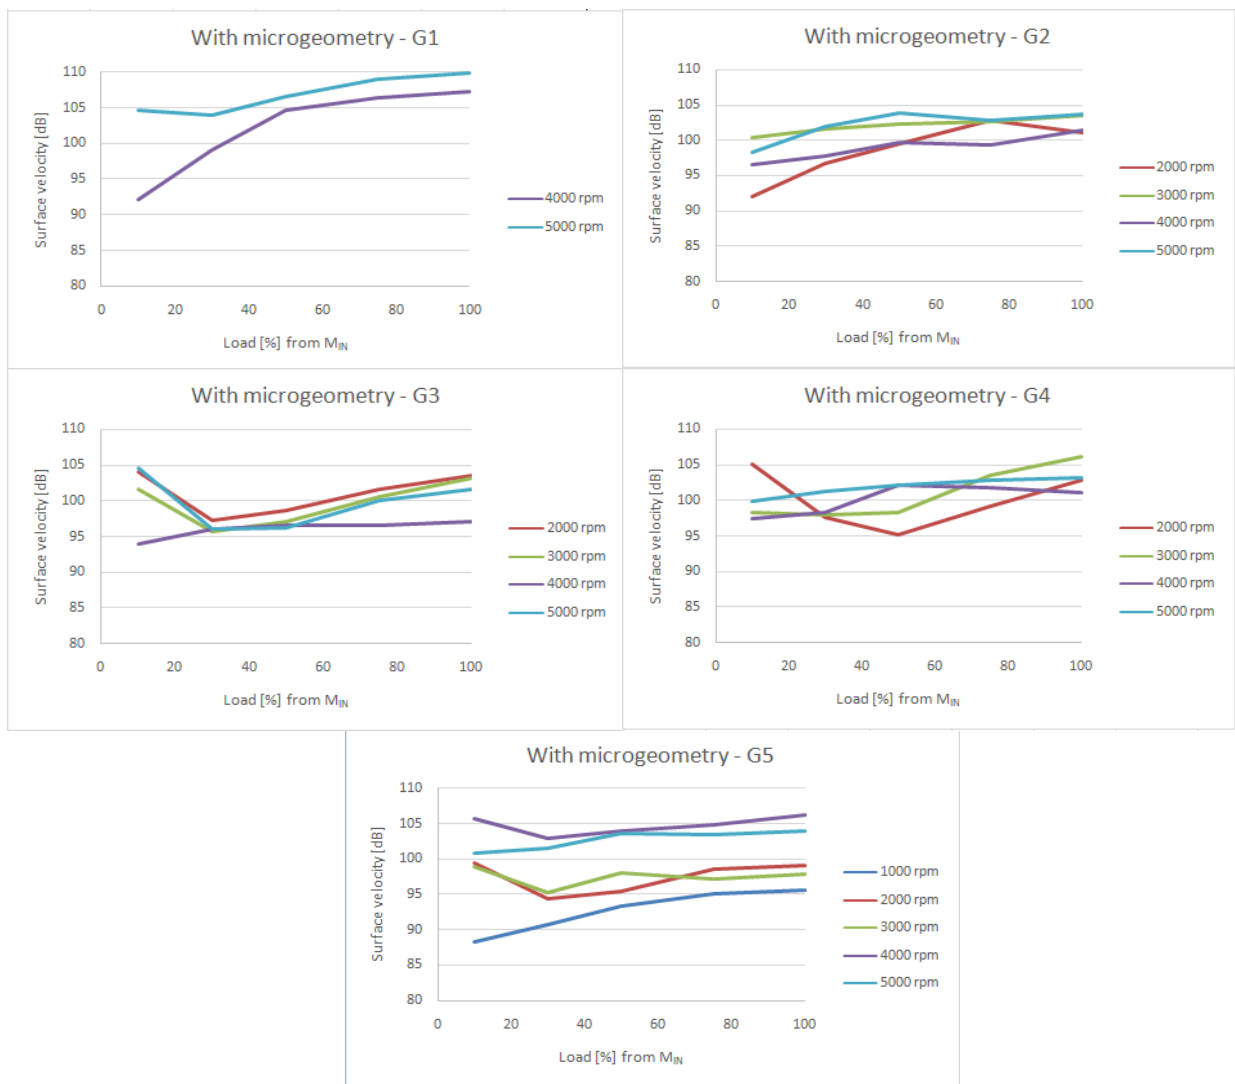 With microgeometry - G1
Surface velocity [dB]
110
105
100
95
90
85
80
0 20 40 60 80 100
Load [%] from MIN
4000 rpm
5000 rpm
With microgeometry - G2
Surface velocity [dB]
110
105
100
95
90
85
80
0 20 40 60 80 100
Load [%] from MIN
2000 rpm
3000 rpm
4000 rpm
5000 rpm
With microgeometry - G3
Surface velocity [dB]
110
105
100
95
90
85
80
0 20 40 60 80 100
Load [%] from MIN
2000 rpm
3000 rpm
4000 rpm
5000 rpm
With microgeometry - G4
Surface velocity [dB]
110
105
100
95
90
85
80
0 20 40 60 80 100
Load [%] from MIN
2000 rpm
3000 rpm
4000 rpm
5000 rpm
With microgeometry - G5
Surface velocity [dB]
110
105
100
95
90
85
80
0 20 40 60 80 100
Load [%] from MIN
1000 rpm
2000 rpm
3000 rpm
4000 rpm
5000 rpm